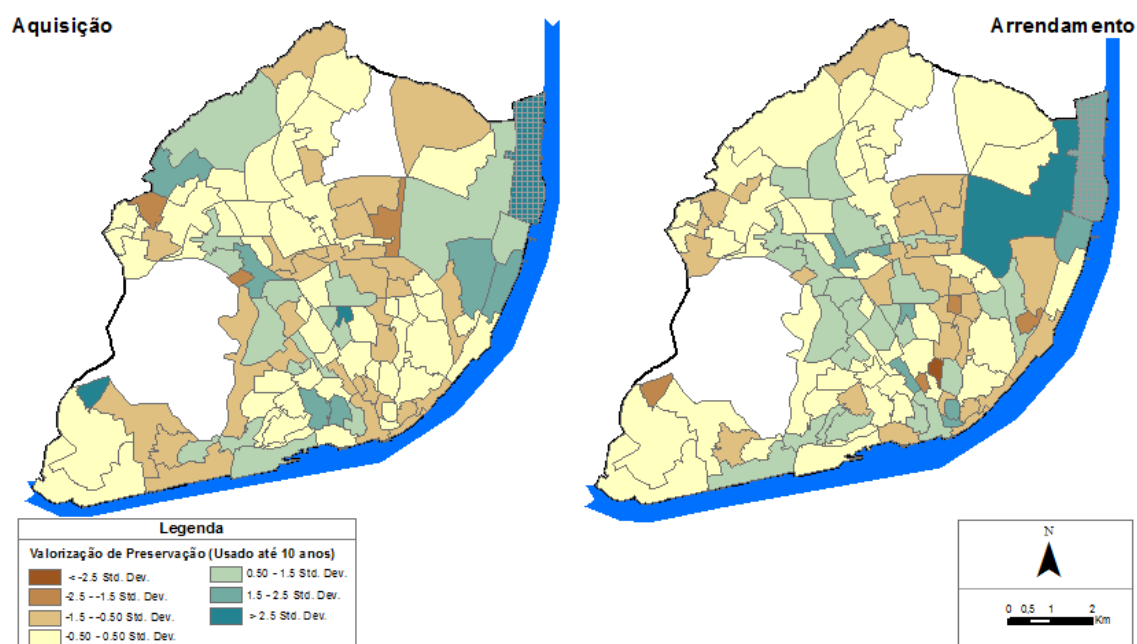 Aquisição
Arrendamento
Legenda
Valorização de Preservação (Usado até 10 anos)
< -2.5 Std. Dev.
-2.5 - -1.5 Std. Dev.
-1.5 - -0.50 Std. Dev.
-0.50 - 0.50 Std. Dev.
0.50 - 1.5 Std. Dev.
1.5 - 2.5 Std. Dev.
> 2.5 Std. Dev.
N
0 0,5 1 2
Km